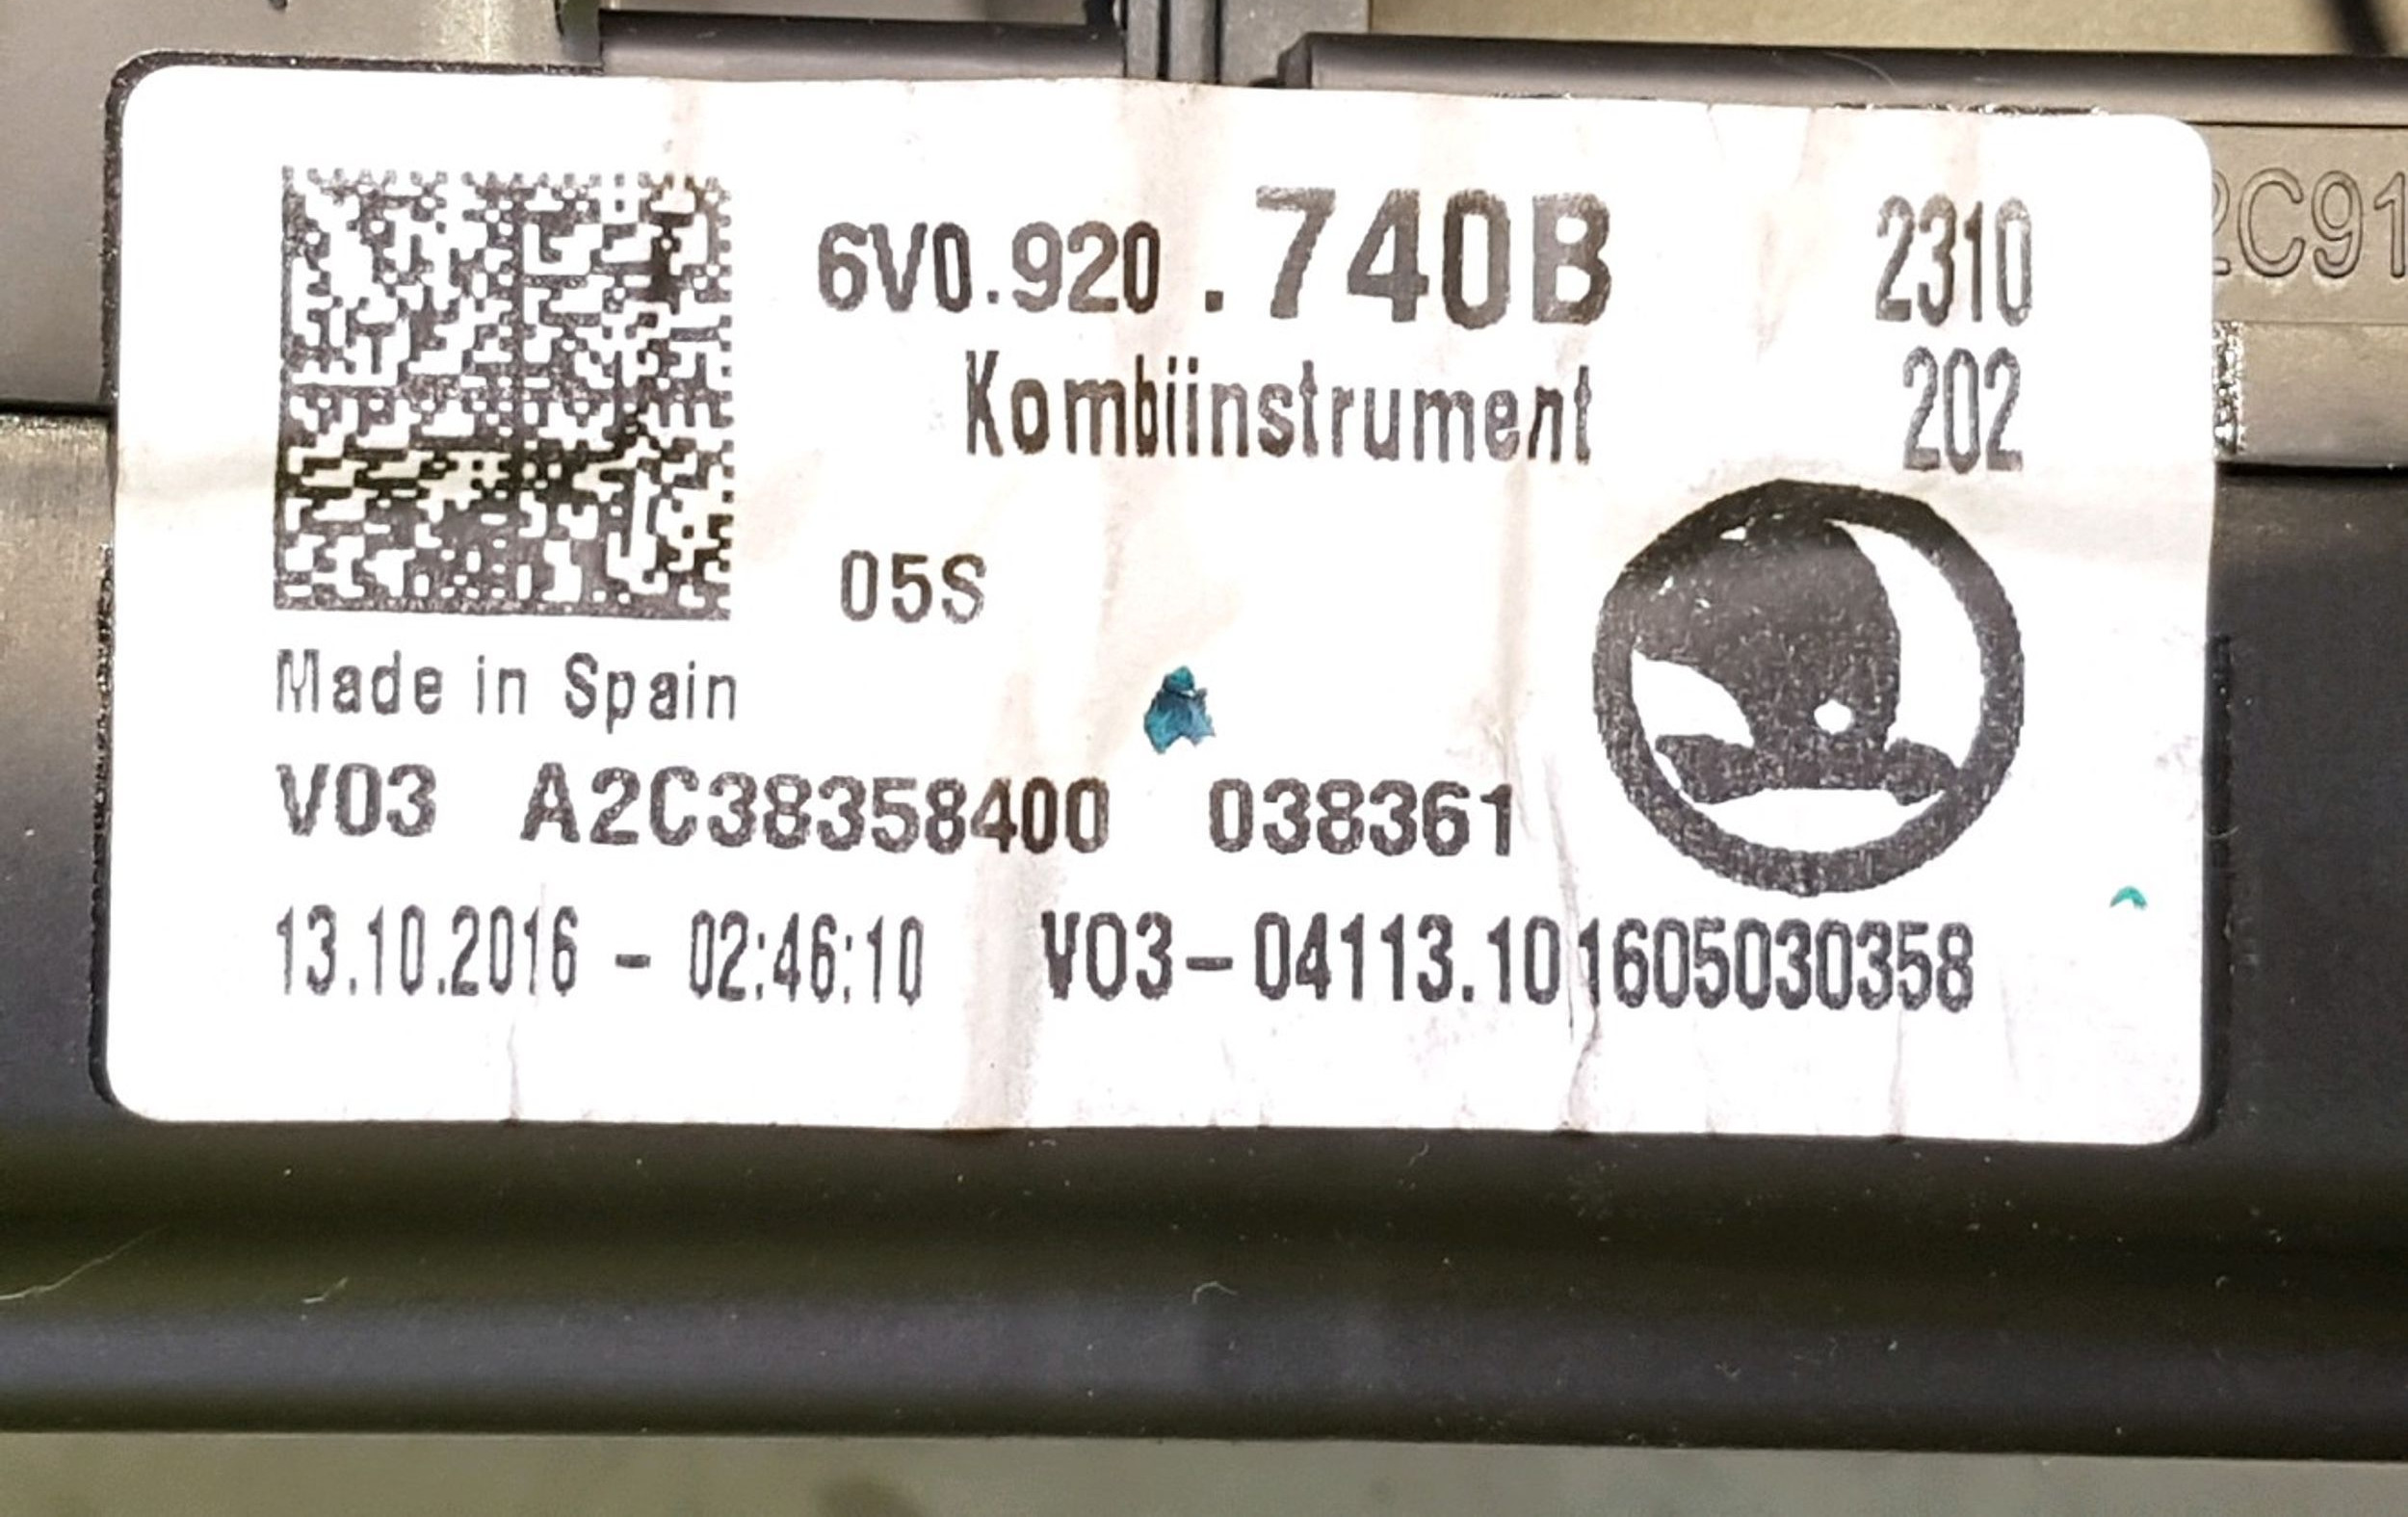 6V0.920 .740B 2310
Kombiinstrument 202
05S
Made in Spain
V03 A2C38358400 038361
13.10.2016 - 02:46:10 V03-04113.101605030358
2C91